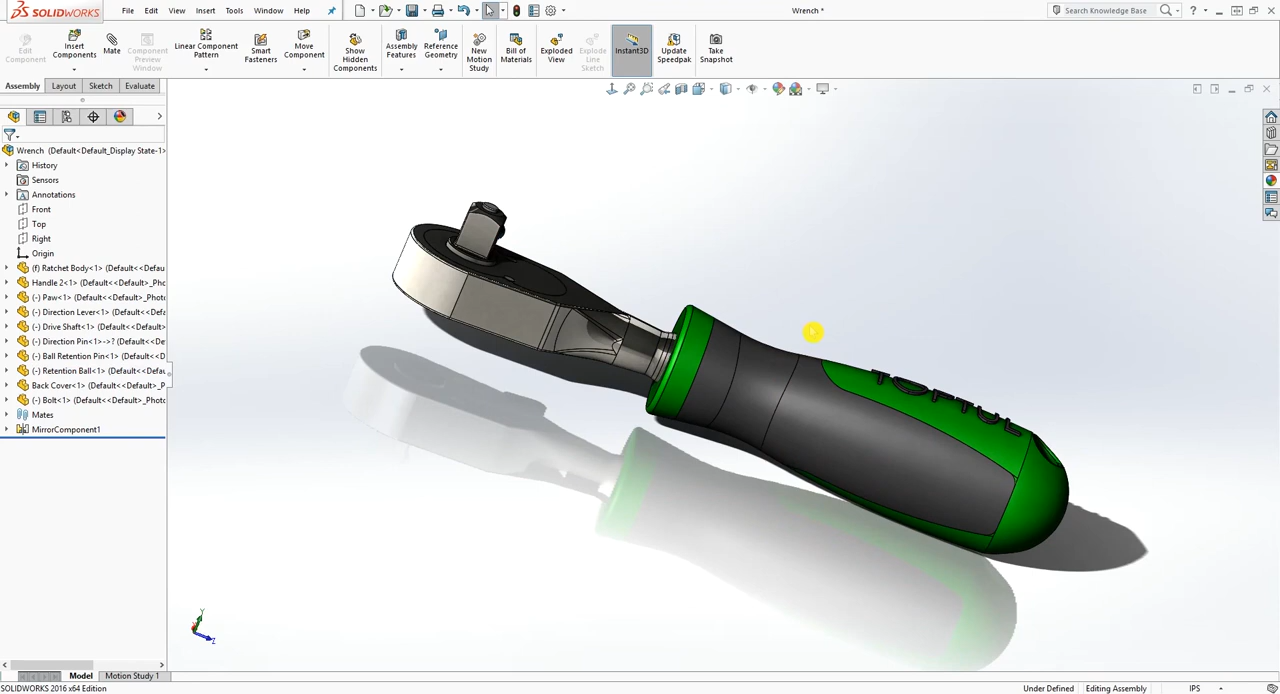 SOLIDWORKS
File Edit View Insert Tools Window Help
Wrench *
Search Knowledge Base
Edit Component
Insert Components
Mate
Component Preview Window
Linear Component Pattern
Smart Fasteners
Move Component
Show Hidden Components
Assembly Features
Reference Geometry
New Motion Study
Bill of Materials
Exploded View
Explode Line Sketch
Instant3D
Update Speedpak
Take Snapshot
Assembly Layout Sketch Evaluate
Wrench (Default<Default_Display State-1>
History
Sensors
Annotations
Front
Top
Right
Origin
(f) Ratchet Body<1> (Default<<Defau
Handle 2<1> (Default<<Default>_Phot
(-) Paw<1> (Default<<Default>_Photo
(-) Direction Lever<1> (Default<<Defa
(-) Drive Shaft<1> (Default<<Default>
(-) Direction Pin<1>->? (Default<<De
(-) Ball Retention Pin<1> (Default<<D
(-) Retention Ball<1> (Default<<Defau
Back Cover<1> (Default<<Default>_P
(-) Bolt<1> (Default<<Default>_Photo
Mates
MirrorComponent1
TOPTUL
Y
Z
Model Motion Study 1
SOLIDWORKS 2016 x64 Edition
Under Defined Editing Assembly IPS